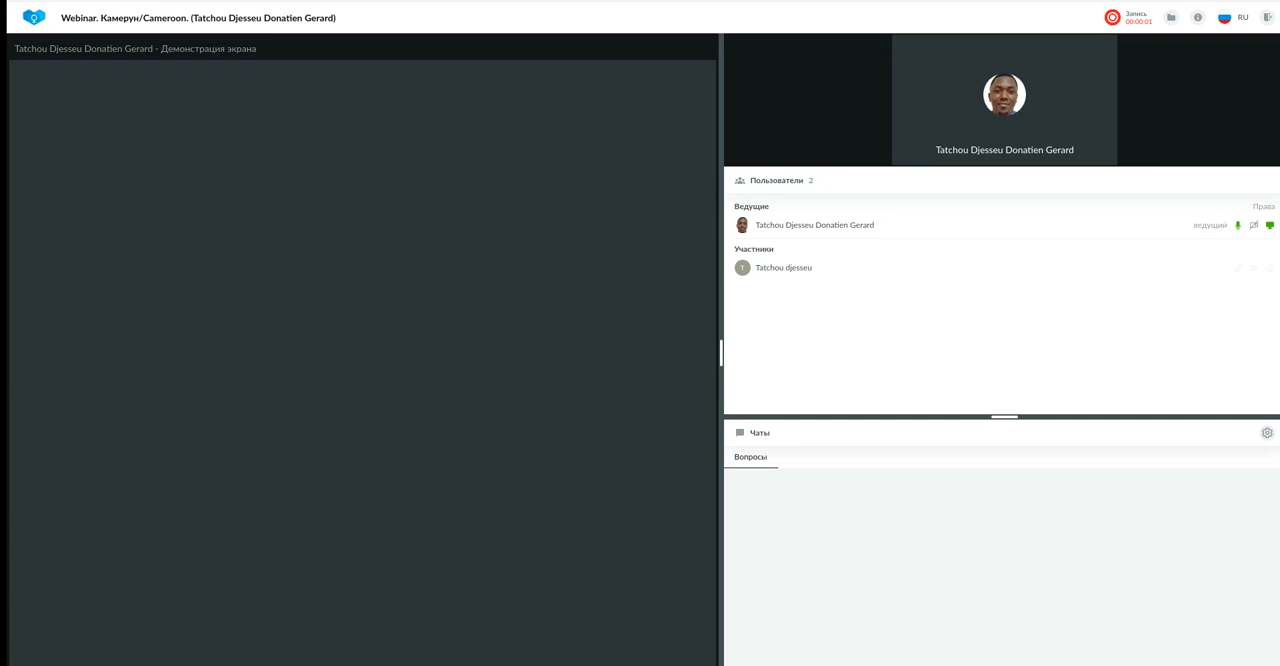 Webinar. Камерун/Cameroon. (Tatchou Djesseu Donatien Gerard)
Запись
00:00:01
RU
Tatchou Djesseu Donatien Gerard - Демонстрация экрана
Tatchou Djesseu Donatien Gerard
Пользователи 2
Ведущие Права
Tatchou Djesseu Donatien Gerard ведущий
Участники
T Tatchou djesseu
Чаты
Вопросы